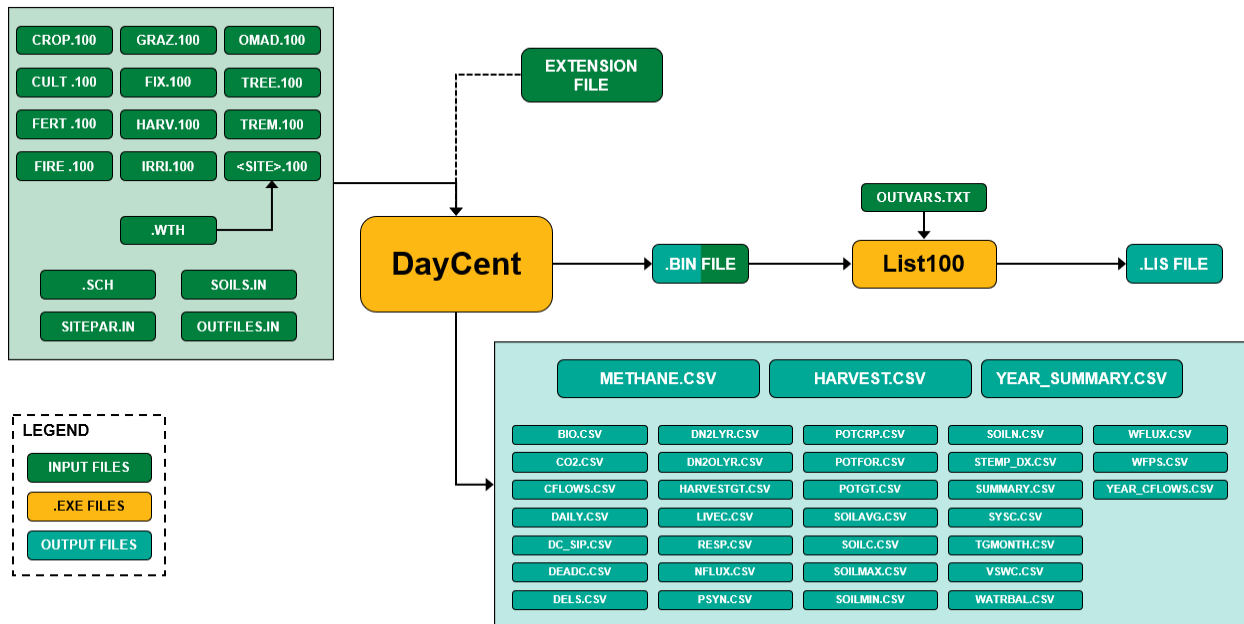 CROP.100 GRAZ.100 OMAD.100
CULT .100 FIX.100 TREE.100
FERT .100 HARV.100 TREM.100
FIRE .100 IRRI.100 <SITE>.100
.WTH
.SCH SOILS.IN
SITEPAR.IN OUTFILES.IN
EXTENSION
FILE
DayCent
.BIN FILE
OUTVARS.TXT
List100
.LIS FILE
METHANE.CSV HARVEST.CSV YEAR_SUMMARY.CSV
BIO.CSV DN2LYR.CSV POTCRP.CSV SOILN.CSV WFLUX.CSV
CO2.CSV DN2OLYR.CSV POTFOR.CSV STEMP_DX.CSV WFPS.CSV
CFLOWS.CSV HARVESTGT.CSV POTGT.CSV SUMMARY.CSV YEAR_CFLOWS.CSV
DAILY.CSV LIVEC.CSV SOILAVG.CSV SYSC.CSV
DC_SIP.CSV RESP.CSV SOILC.CSV TGMONTH.CSV
DEADC.CSV NFLUX.CSV SOILMAX.CSV VSWC.CSV
DELS.CSV PSYN.CSV SOILMIN.CSV WATRBAL.CSV
LEGEND
INPUT FILES
.EXE FILES
OUTPUT FILES